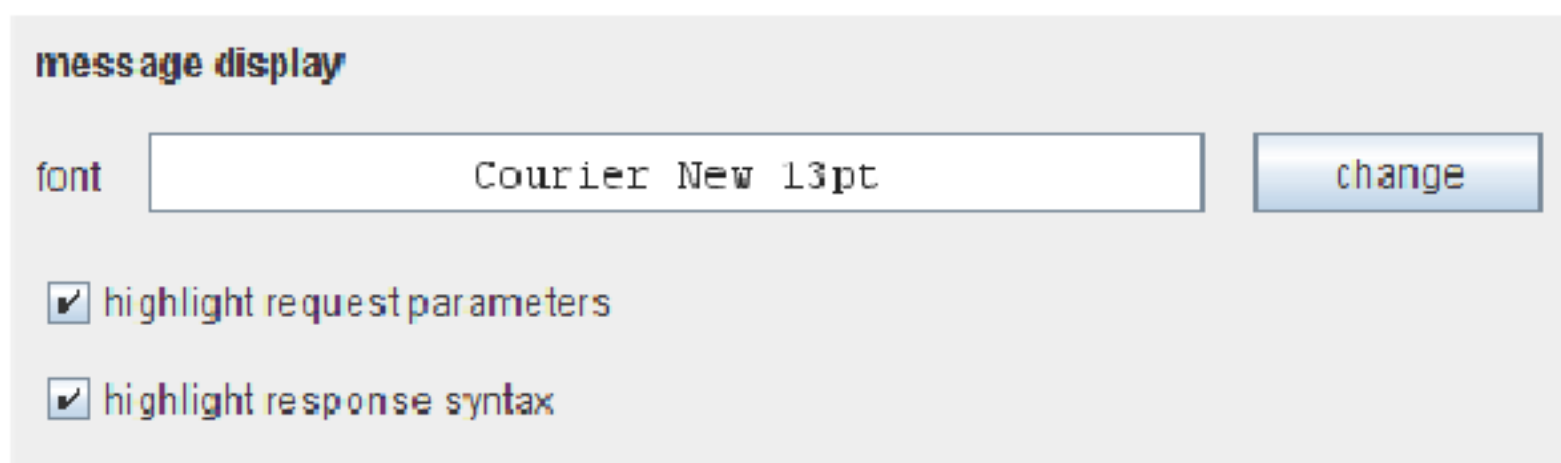 message display
font Courier New 13pt change
highlight request parameters
highlight response syntax